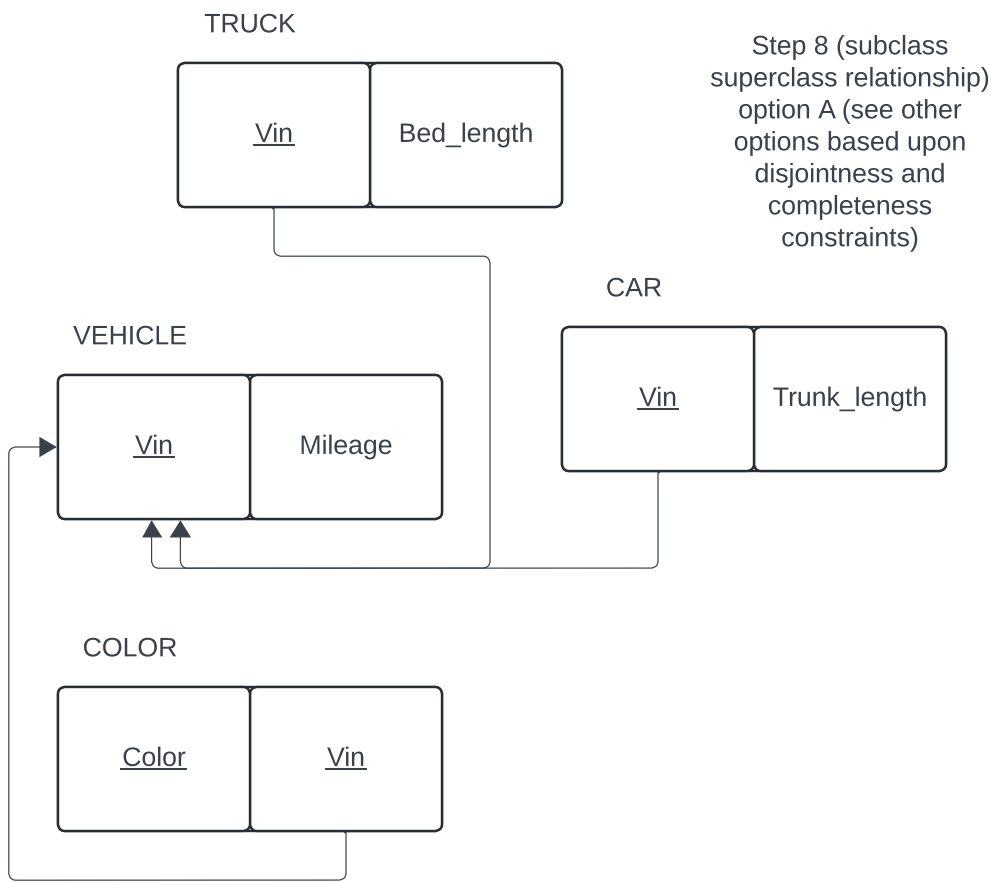 TRUCK
Vin
Bed_length
Step 8 (subclass
superclass relationship)
option A (see other
options based upon
disjointness and
completeness
constraints)
CAR
Vin
Trunk_length
VEHICLE
Vin
Mileage
COLOR
Color
Vin